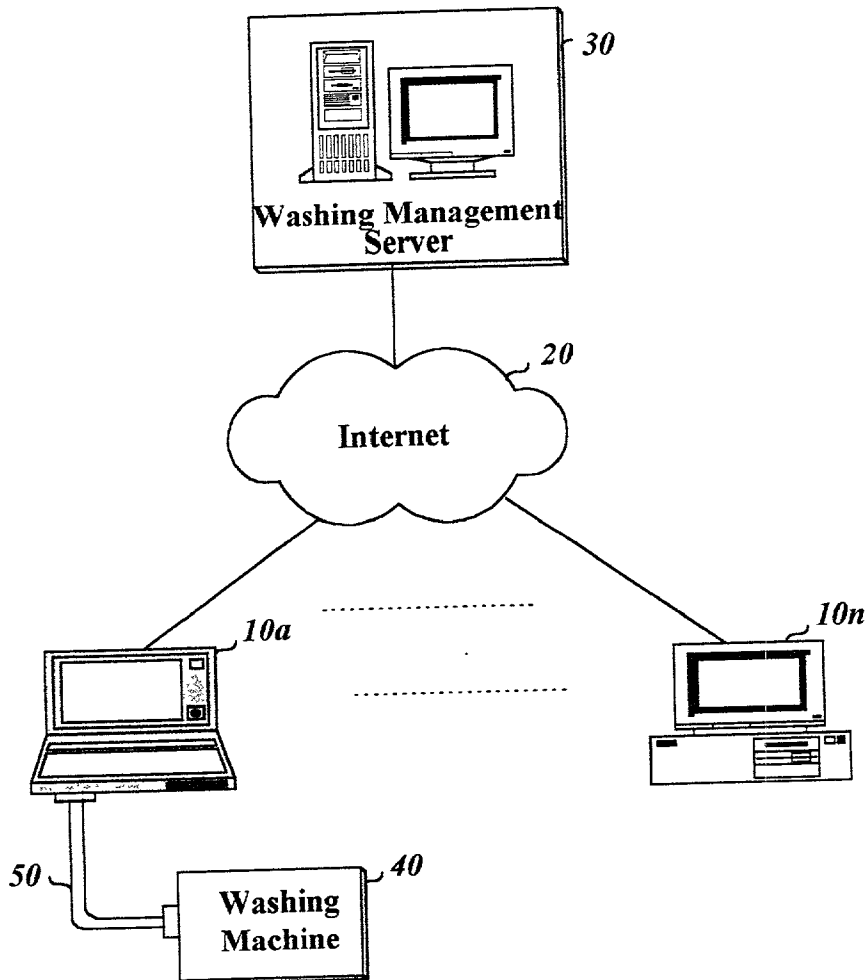 30
Washing Management
Server
20
Internet
10a
10n
50
40
Washing
Machine